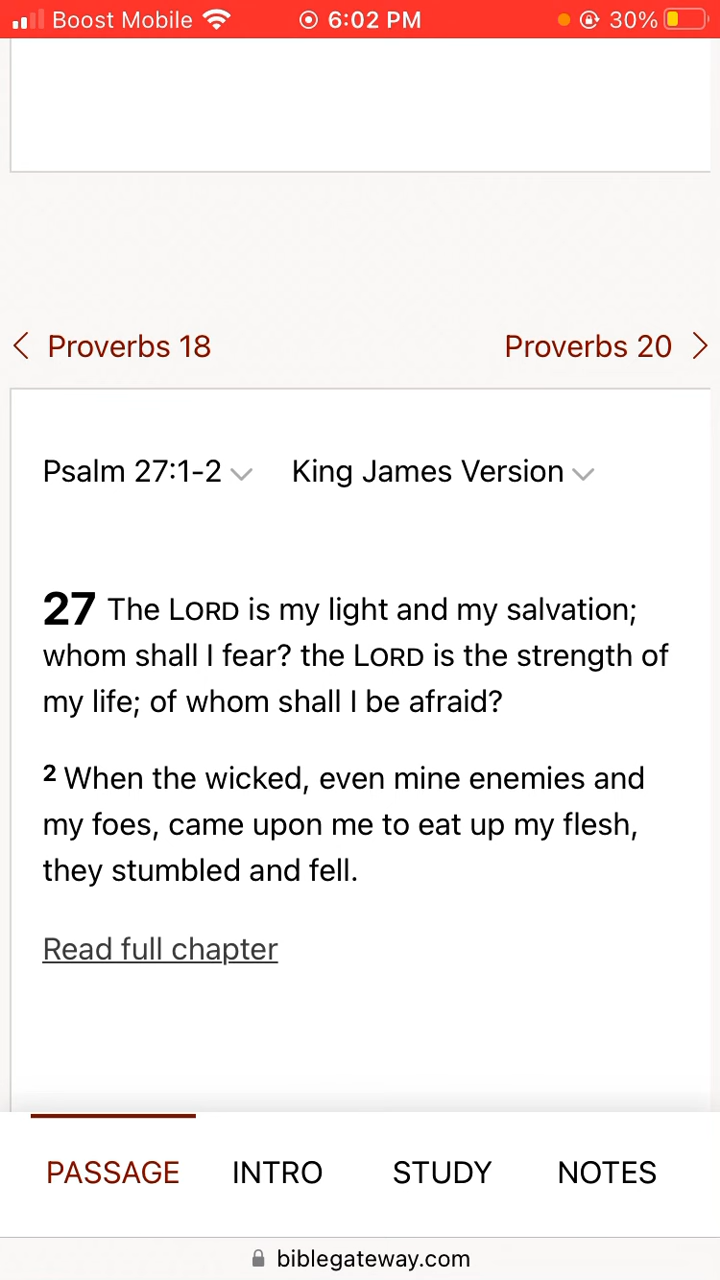 Boost Mobile 6:02 PM 30%
Proverbs 18 Proverbs 20
Psalm 27:1-2 King James Version
27 The LORD is my light and my salvation;
whom shall I fear? the LORD is the strength of
my life; of whom shall I be afraid?
2 When the wicked, even mine enemies and
my foes, came upon me to eat up my flesh,
they stumbled and fell.
Read full chapter
PASSAGE INTRO STUDY NOTES
biblegateway.com